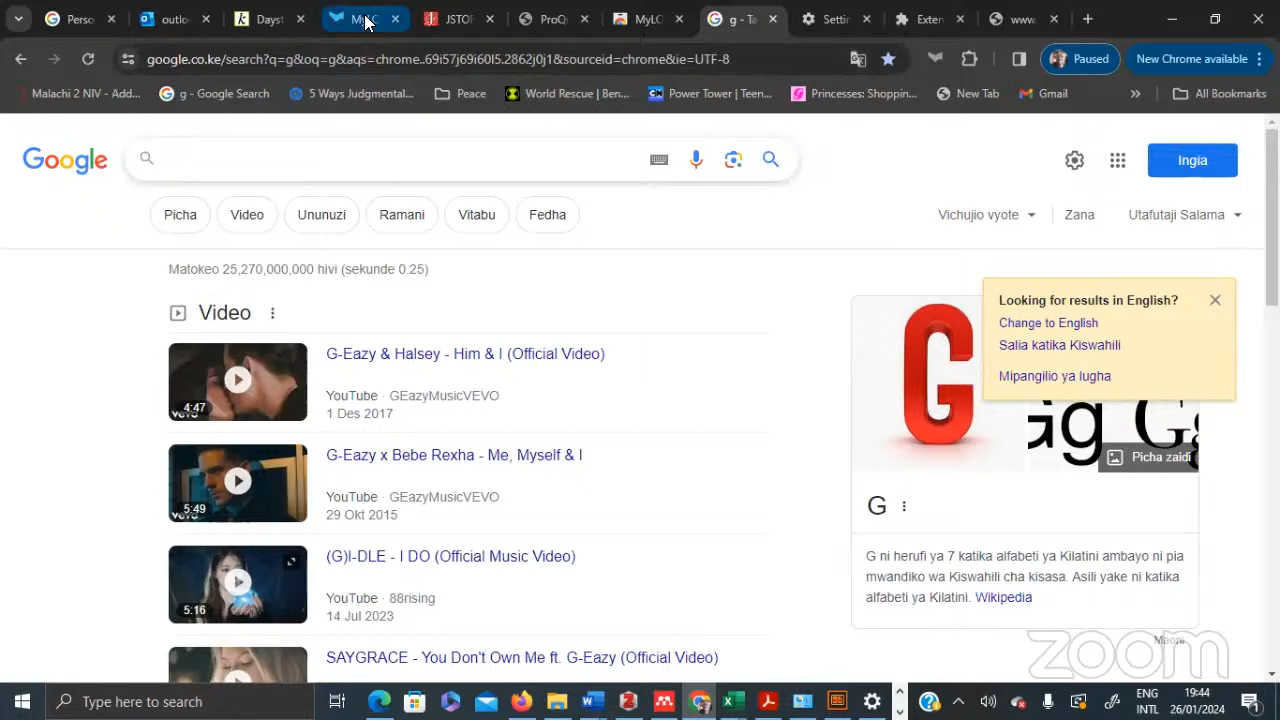 Perso
outlo
Dayst
MyL
JSTOR
ProQ
MyLO
g - Ta
Settin
Exten
www.
google.co.ke/search?q=g&oq=g&aqs=chrome..69i57j69i60l5.2862j0j1&sourceid=chrome&ie=UTF-8
Paused
New Chrome available
Malachi 2 NIV - Add...
g - Google Search
5 Ways Judgmental...
Peace
World Rescue | Ben...
Power Tower | Teen...
Princesses: Shoppin...
New Tab
Gmail
»
All Bookmarks
Google
Ingia
Picha
Video
Ununuzi
Ramani
Vitabu
Fedha
Vichujio vyote
Zana
Utafutaji Salama
Matokeo 25,270,000,000 hivi (sekunde 0.25)
Video
4:47
G-Eazy & Halsey - Him & I (Official Video)
YouTube · GEazyMusicVEVO
1 Des 2017
5:49
G-Eazy x Bebe Rexha - Me, Myself & I
YouTube · GEazyMusicVEVO
29 Okt 2015
5:16
(G)I-DLE - I DO (Official Music Video)
YouTube · 88rising
14 Jul 2023
SAYGRACE - You Don't Own Me ft. G-Eazy (Official Video)
Looking for results in English?
Change to English
Salia katika Kiswahili
Mipangilio ya lugha
G
Gg
G
Picha zaidi
G
G ni herufi ya 7 katika alfabeti ya Kilatini ambayo ni pia
mwandiko wa Kiswahili cha kisasa. Asili yake ni katika
alfabeti ya Kilatini. Wikipedia
Maoni
zoom
Type here to search
ENG
INTL
19:44
26/01/2024
1